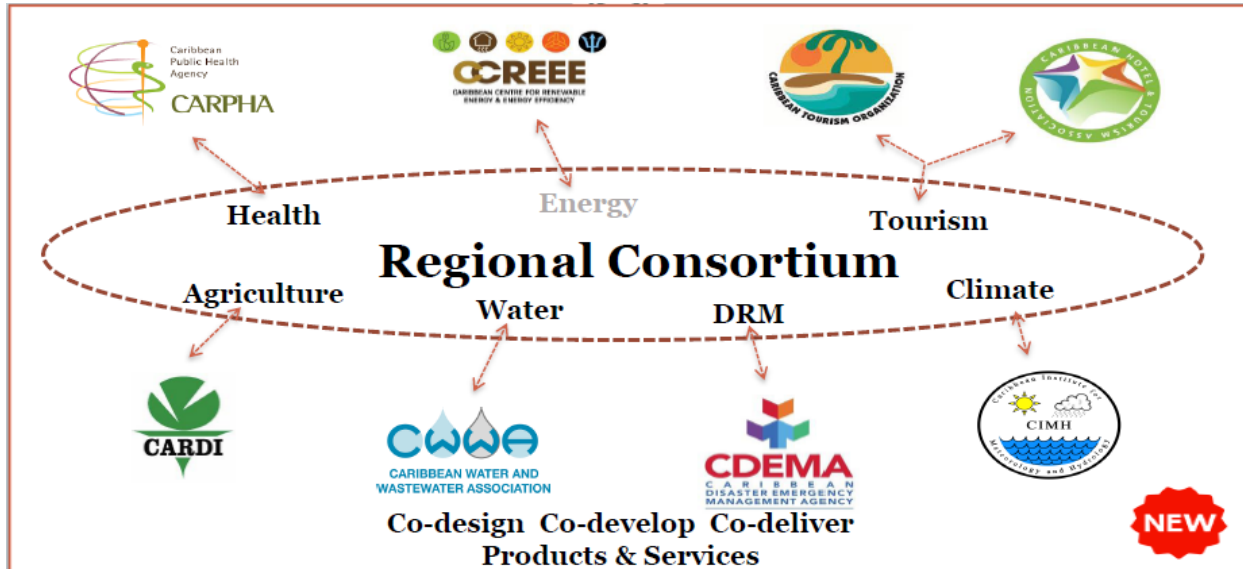 Caribbean
Public Health
Agency
CARPHA
CCREEE
CARIBBEAN CENTRE FOR RENEWABLE
ENERGY & ENERGY EFFICIENCY
CARIBBEAN TOURISM ORGANIZATION
CARIBBEAN HOTEL & TOURISM ASSOCIATION
Health
Energy
Tourism
Regional Consortium
Agriculture
Water
DRM
Climate
CARDI
CWWA
CARIBBEAN WATER AND
WASTEWATER ASSOCIATION
CDEMA
CARIBBEAN
DISASTER EMERGENCY
MANAGEMENT AGENCY
Caribbean Institute for
CIMH
Meteorology and Hydrology
Co-design Co-develop Co-deliver
Products & Services
NEW